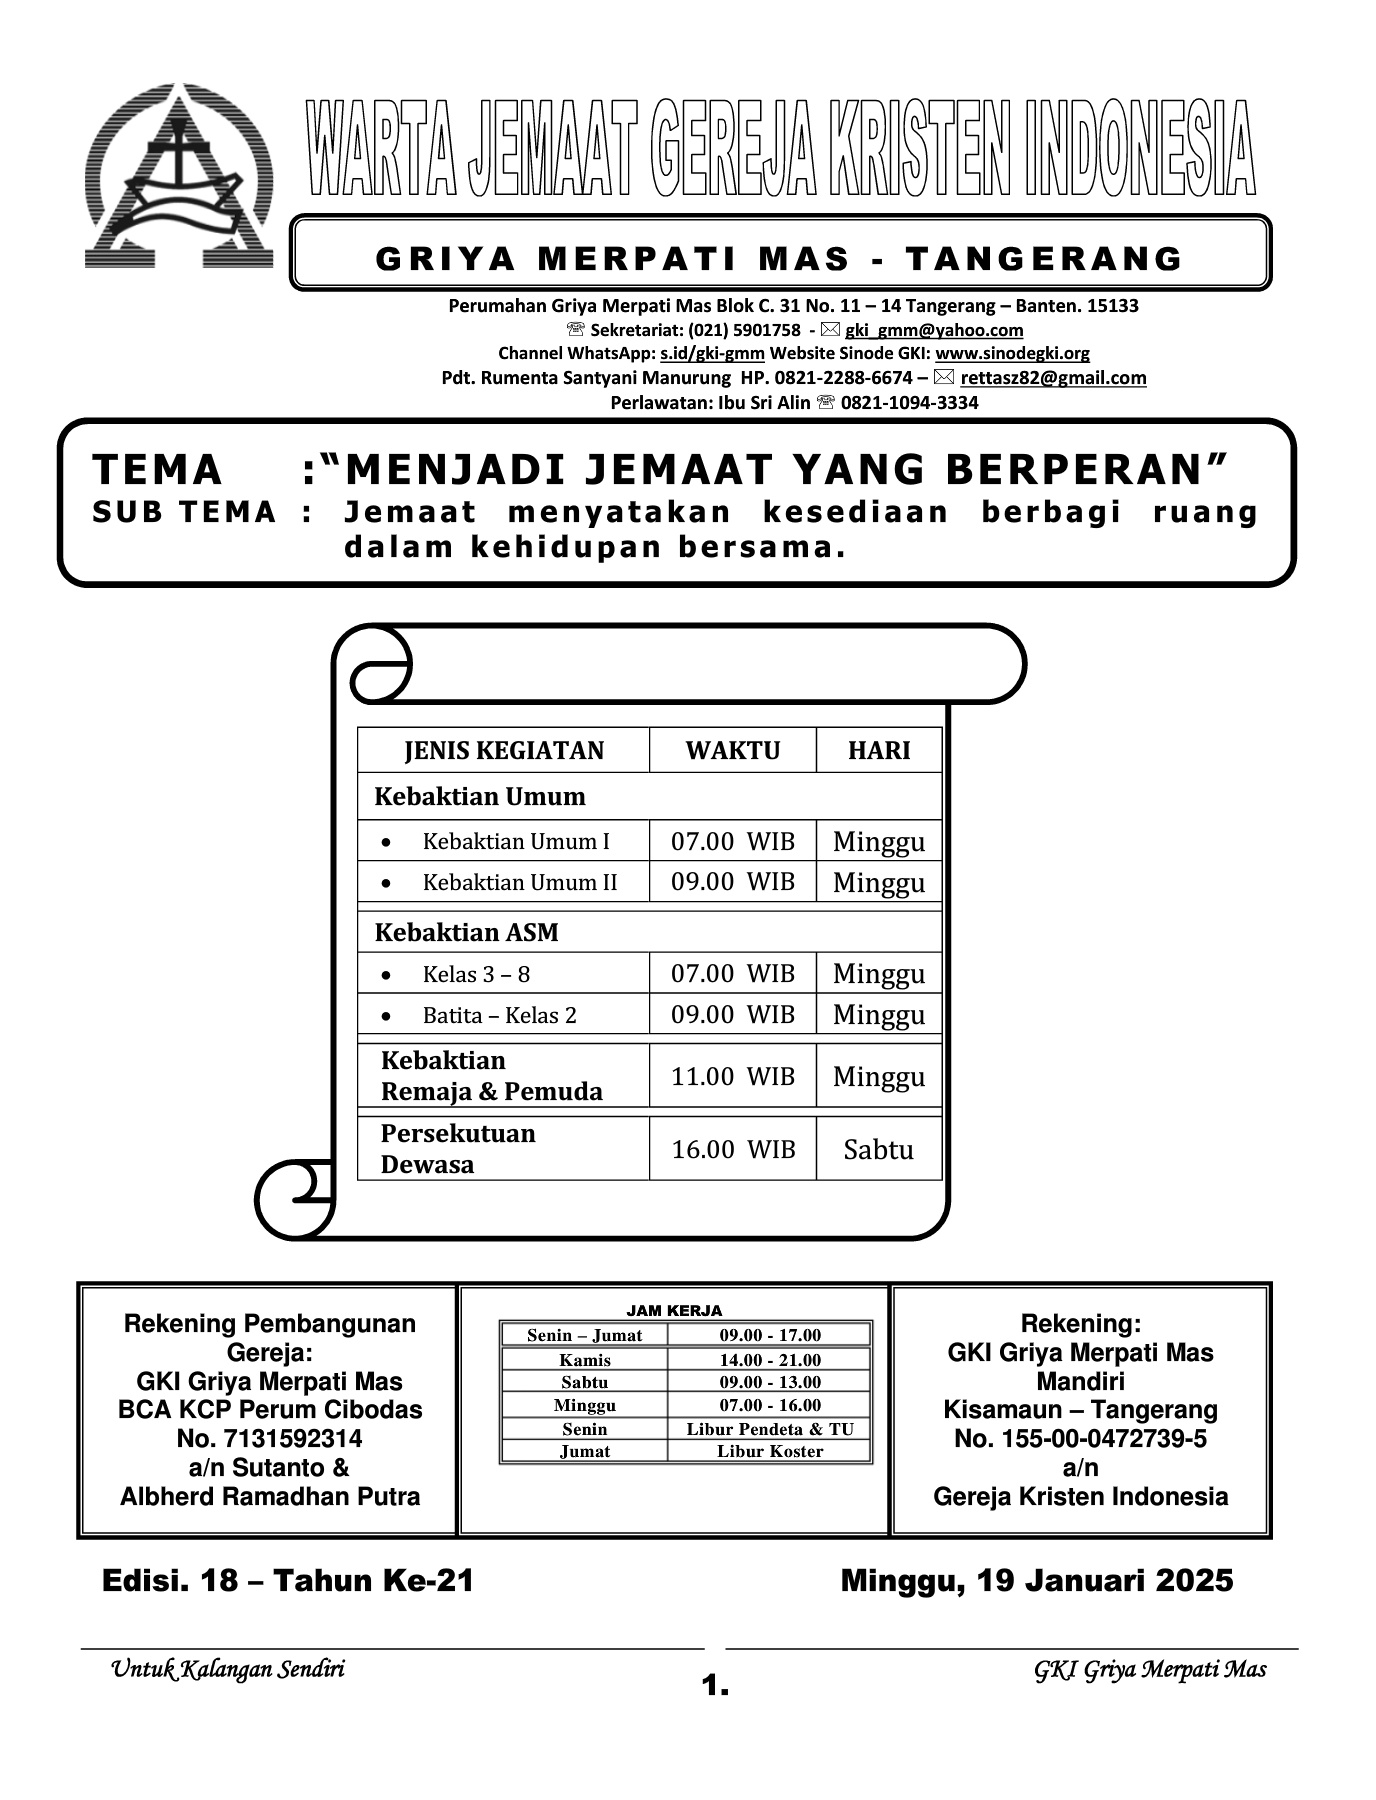 WARTA JEMAAT GEREJA KRISTEN INDONESIA
GRIYA MERPATI MAS - TANGERANG
Perumahan Griya Merpati Mas Blok C. 31 No. 11 – 14 Tangerang – Banten. 15133
☏ Sekretariat: (021) 5901758 - ✉ gki_gmm@yahoo.com
Channel WhatsApp: s.id/gki-gmm Website Sinode GKI: www.sinodegki.org
Pdt. Rumenta Santyani Manurung HP. 0821-2288-6674 – ✉ rettasz82@gmail.com
Perlawatan: Ibu Sri Alin ☏ 0821-1094-3334
TEMA :“MENJADI JEMAAT YANG BERPERAN”
SUB TEMA : Jemaat menyatakan kesediaan berbagi ruang
dalam kehidupan bersama.
JENIS KEGIATAN WAKTU HARI
Kebaktian Umum
• Kebaktian Umum I 07.00 WIB Minggu
• Kebaktian Umum II 09.00 WIB Minggu
Kebaktian ASM
• Kelas 3 – 8 07.00 WIB Minggu
• Batita – Kelas 2 09.00 WIB Minggu
Kebaktian
Remaja & Pemuda 11.00 WIB Minggu
Persekutuan
Dewasa 16.00 WIB Sabtu
Rekening Pembangunan
Gereja:
GKI Griya Merpati Mas
BCA KCP Perum Cibodas
No. 7131592314
a/n Sutanto &
Albherd Ramadhan Putra
JAM KERJA
Senin – Jumat 09.00 - 17.00
Kamis 14.00 - 21.00
Sabtu 09.00 - 13.00
Minggu 07.00 - 16.00
Senin Libur Pendeta & TU
Jumat Libur Koster
Rekening:
GKI Griya Merpati Mas
Mandiri
Kisamaun – Tangerang
No. 155-00-0472739-5
a/n
Gereja Kristen Indonesia
Edisi. 18 – Tahun Ke-21 Minggu, 19 Januari 2025
Untuk Kalangan Sendiri GKI Griya Merpati Mas
1.